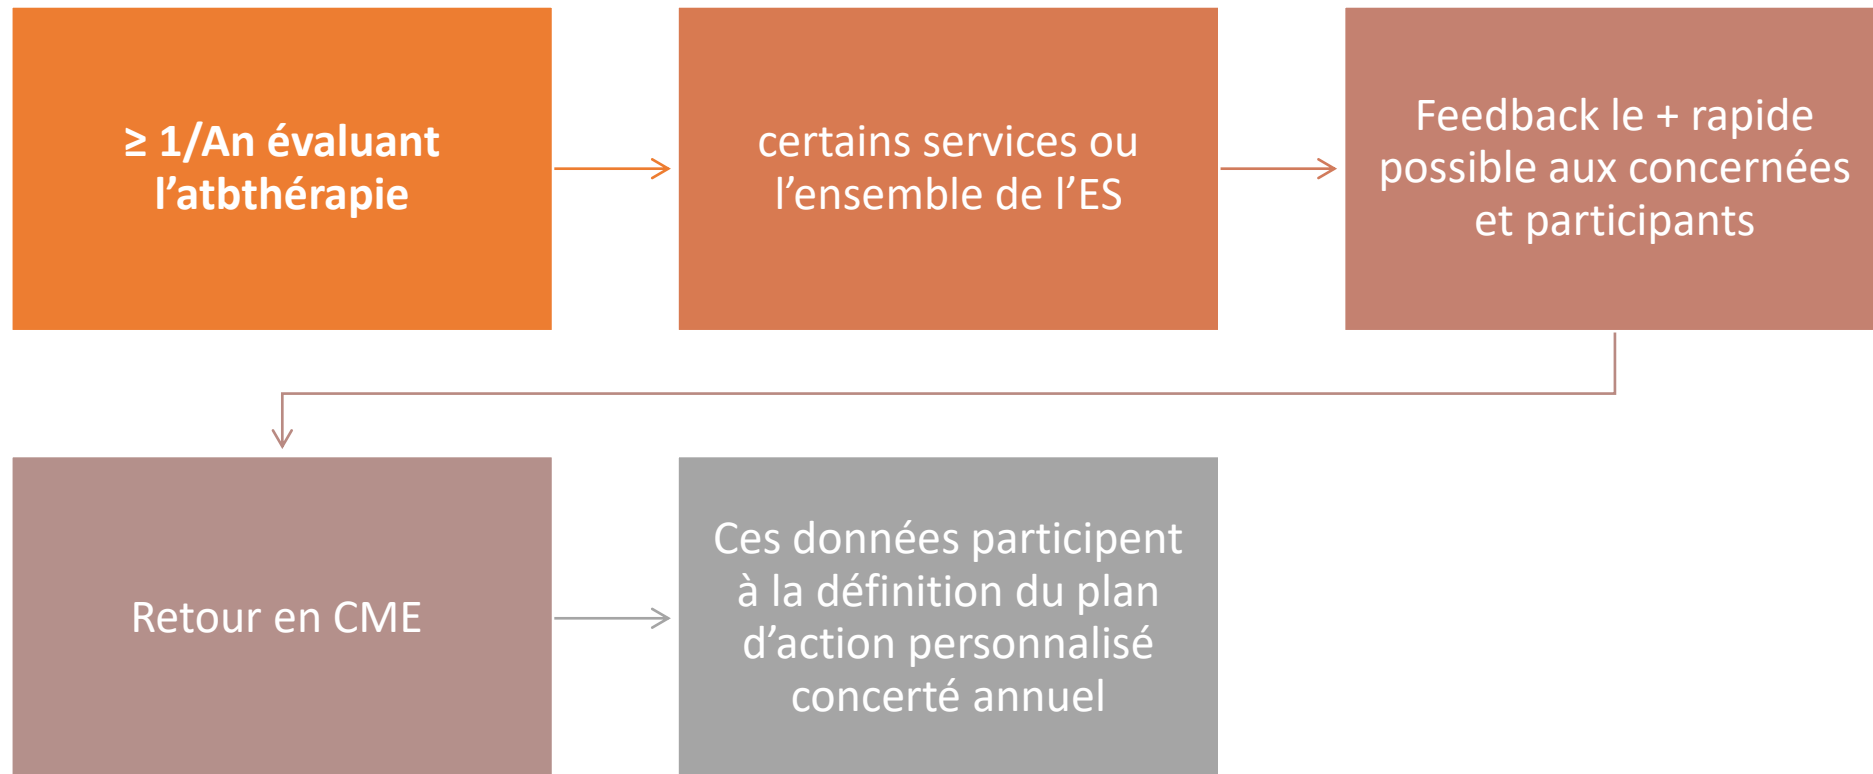 ≥ 1/An évaluant
l’atbthérapie
certains services ou
l’ensemble de l’ES
Feedback le + rapide
possible aux concernées
et participants
Retour en CME
Ces données participent
à la définition du plan
d’action personnalisé
concerté annuel